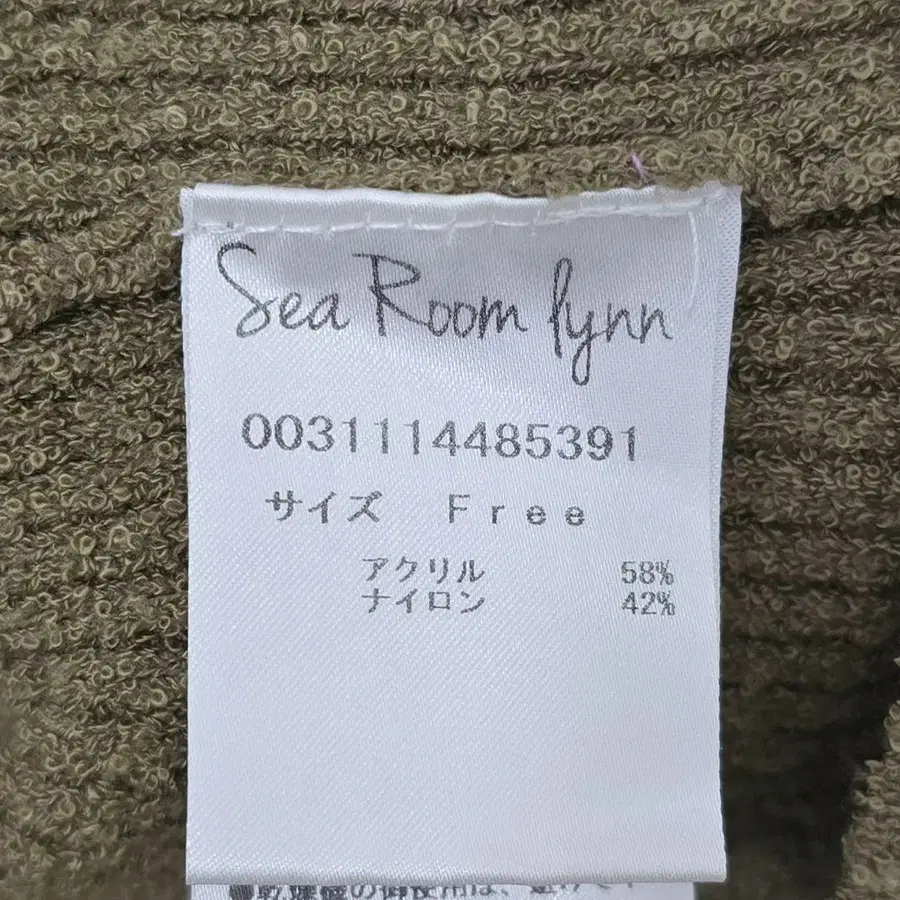 Sea Room lynn
0031114485391
サイズ Free
アクリル 58%
ナイロン 42%